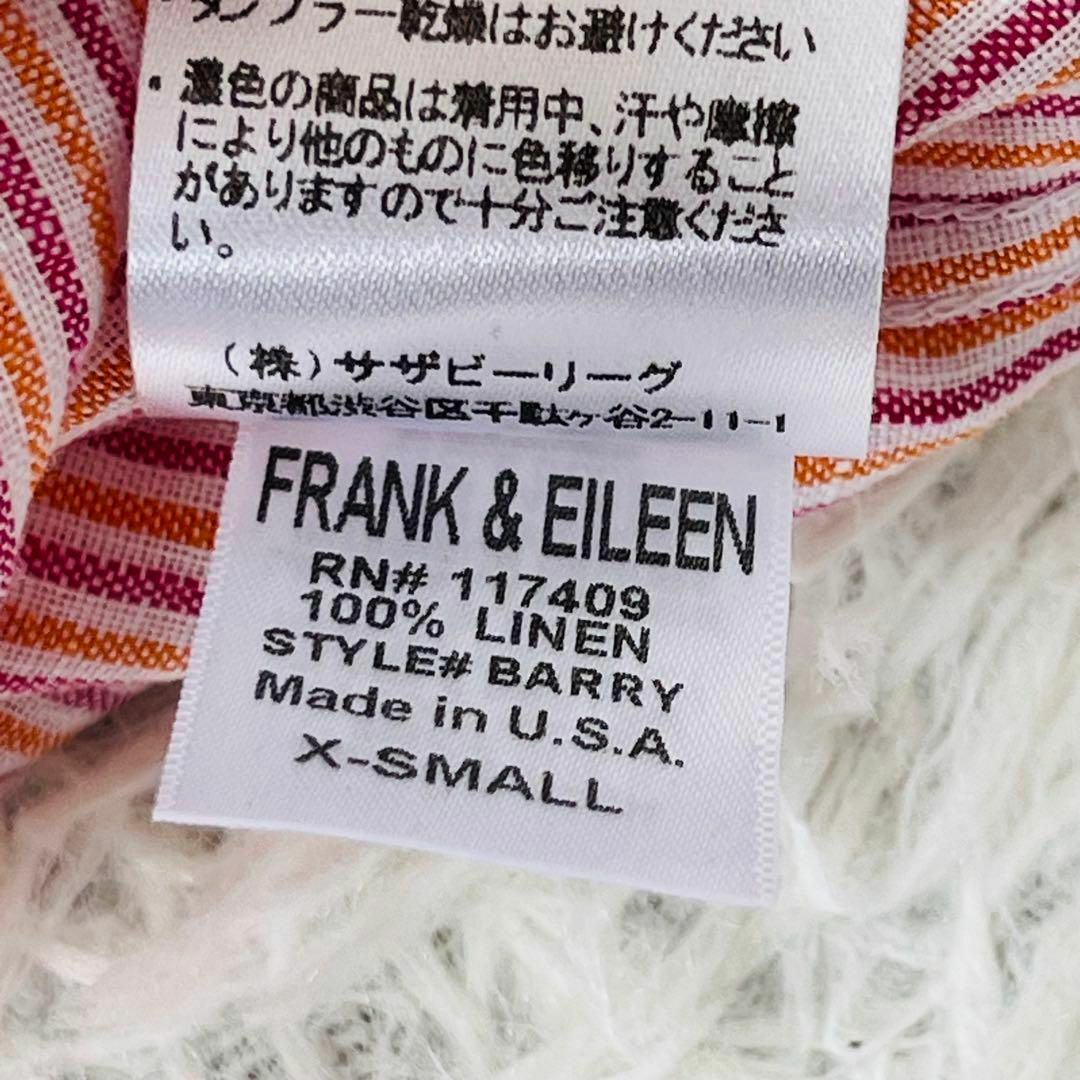 ・タンブラー乾燥はお避けください
・濃色の商品は着用中、汗や摩擦
により他のものに色移りすること
がありますので十分ご注意くださ
い。
（株）サザビーリーグ
東京都渋谷区千駄ヶ谷2-11-1
FRANK & EILEEN
RN# 117409
100% LINEN
STYLE# BARRY
Made in U.S.A.
X-SMALL